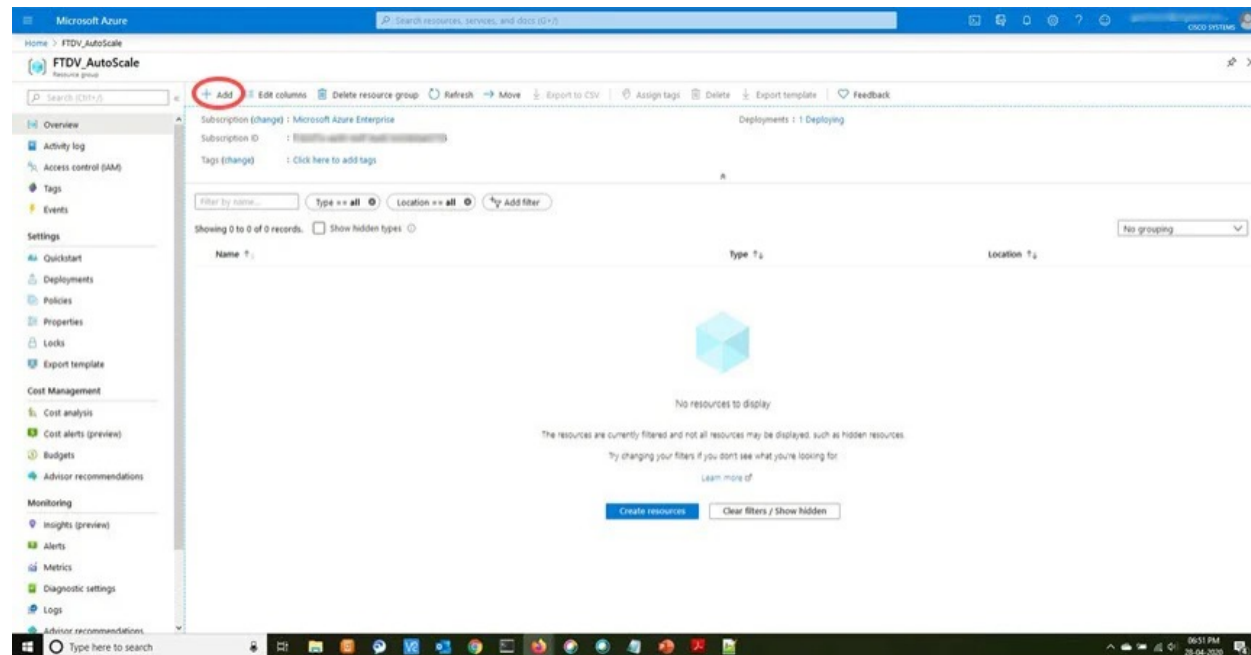 Microsoft Azure
Search resources, services, and docs (G+/)
CISCO SYSTEMS
Home > FTDV_AutoScale
FTDV_AutoScale
Resource group
Search (Ctrl+/)
Add
Edit columns
Delete resource group
Refresh
Move
Export to CSV
Assign tags
Delete
Export template
Feedback
Overview
Activity log
Access control (IAM)
Tags
Events
Settings
Quickstart
Deployments
Policies
Properties
Locks
Export template
Cost Management
Cost analysis
Cost alerts (preview)
Budgets
Advisor recommendations
Monitoring
Insights (preview)
Alerts
Metrics
Diagnostic settings
Logs
Advisor recommendations
Subscription (change) : Microsoft Azure Enterprise
Deployments : 1 Deploying
Subscription ID :
Tags (change) : Click here to add tags
Filter by name...
Type == all
Location == all
Add filter
Showing 0 to 0 of 0 records.
Show hidden types
No grouping
Name
Type
Location
No resources to display
The resources are currently filtered and not all resources may be displayed, such as hidden resources.
Try changing your filters if you don't see what you're looking for.
Learn more
Create resources
Clear filters / Show hidden
Type here to search
06:51 PM
28-04-2020